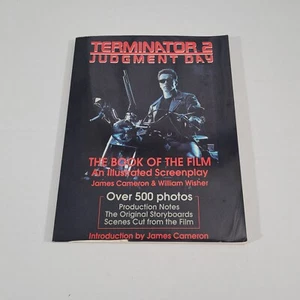 TERMINATOR 2
JUDGMENT DAY
THE BOOK OF THE FILM
An Illustrated Screenplay
James Cameron & William Wisher
Over 500 photos
Production Notes
The Original Storyboards
Scenes Cut from the Film
Introduction by James Cameron